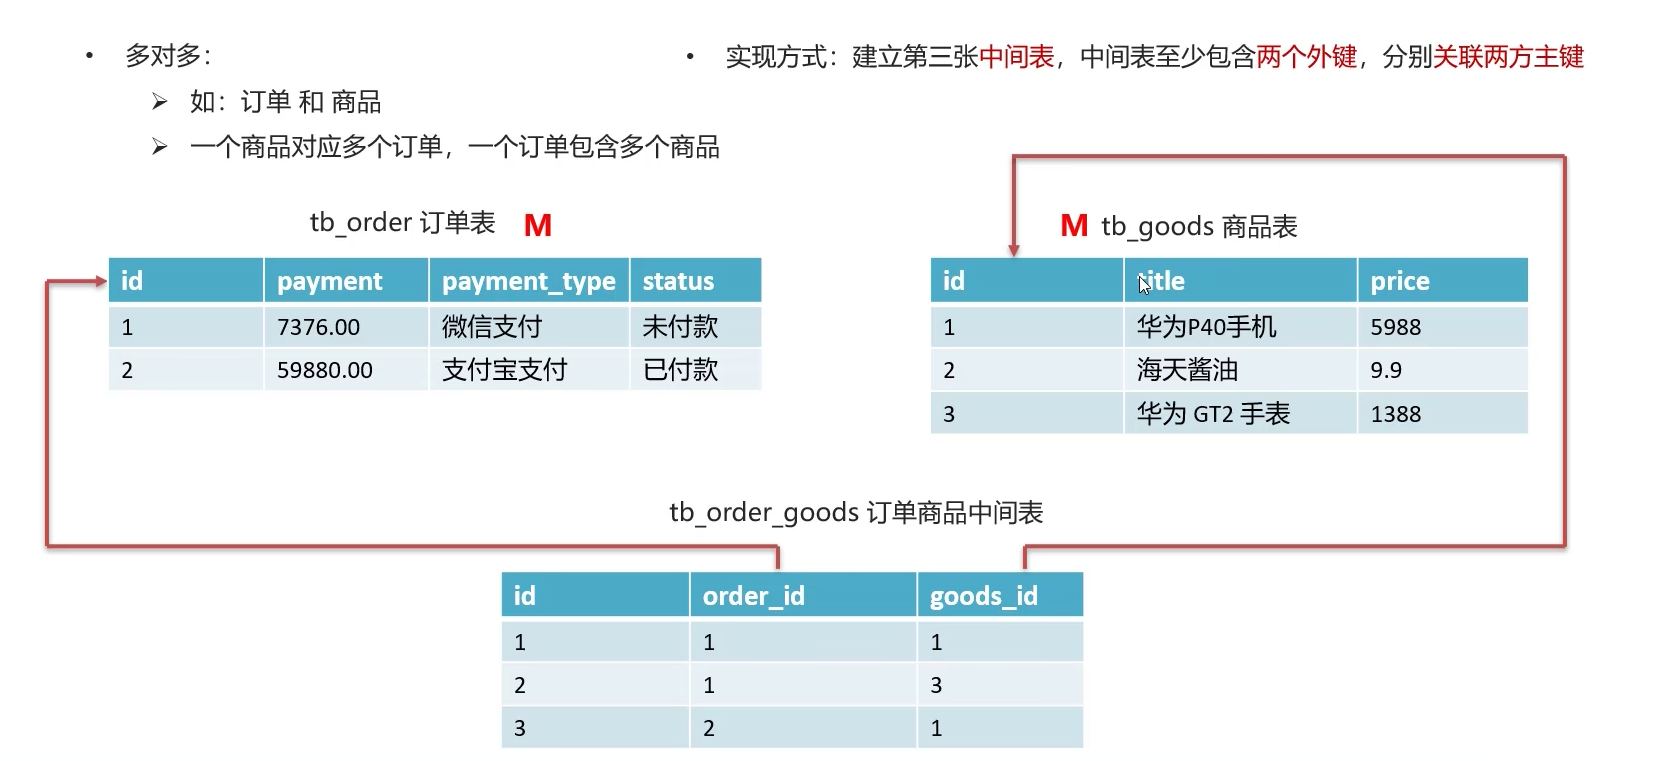 多对多：
如：订单 和 商品
一个商品对应多个订单，一个订单包含多个商品
实现方式：建立第三张中间表，中间表至少包含两个外键，分别关联两方主键
tb_order 订单表 M
id payment payment_type status
1 7376.00 微信支付 未付款
2 59880.00 支付宝支付 已付款
M tb_goods 商品表
id title price
1 华为P40手机 5988
2 海天酱油 9.9
3 华为 GT2 手表 1388
tb_order_goods 订单商品中间表
id order_id goods_id
1 1 1
2 1 3
3 2 1